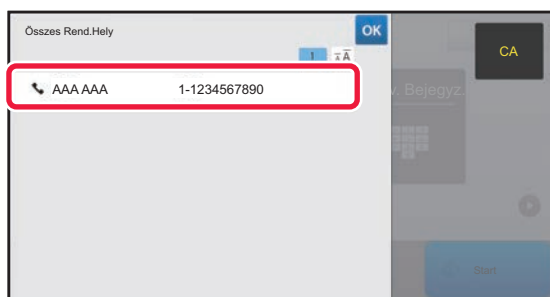 Összes Rend.Hely
OK
CA
1
AAA AAA 1-1234567890
Bejegyz.
Start